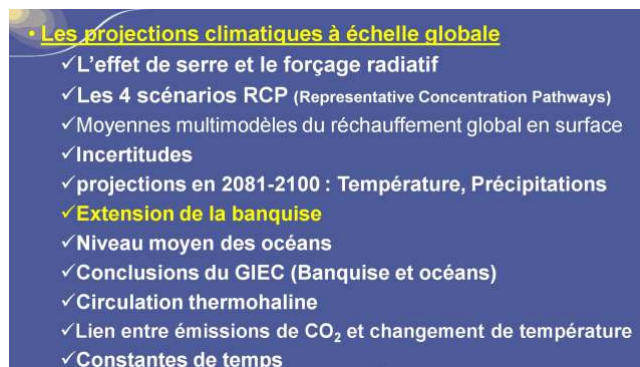 • Les projections climatiques à échelle globale
✓L'effet de serre et le forçage radiatif
✓Les 4 scénarios RCP (Representative Concentration Pathways)
✓Moyennes multimodèles du réchauffement global en surface
✓Incertitudes
✓projections en 2081-2100 : Température, Précipitations
✓Extension de la banquise
✓Niveau moyen des océans
✓Conclusions du GIEC (Banquise et océans)
✓Circulation thermohaline
✓Lien entre émissions de CO₂ et changement de température
✓Constantes de temps